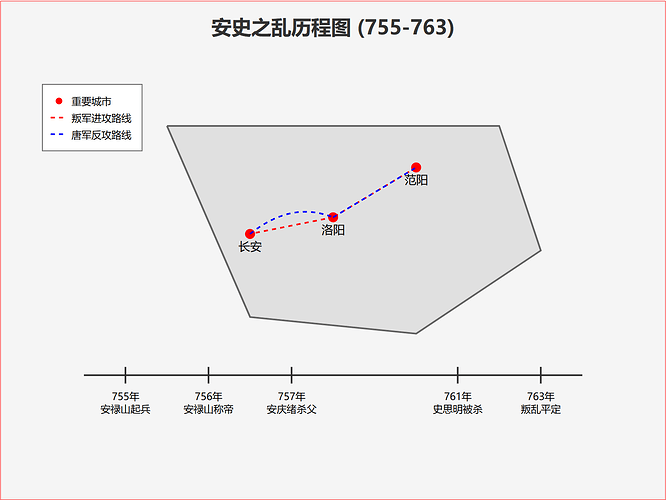 安史之乱历程图 (755-763)
重要城市
叛军进攻路线
唐军反攻路线
范阳
洛阳
长安
755年
安禄山起兵
756年
安禄山称帝
757年
安庆绪杀父
761年
史思明被杀
763年
叛乱平定